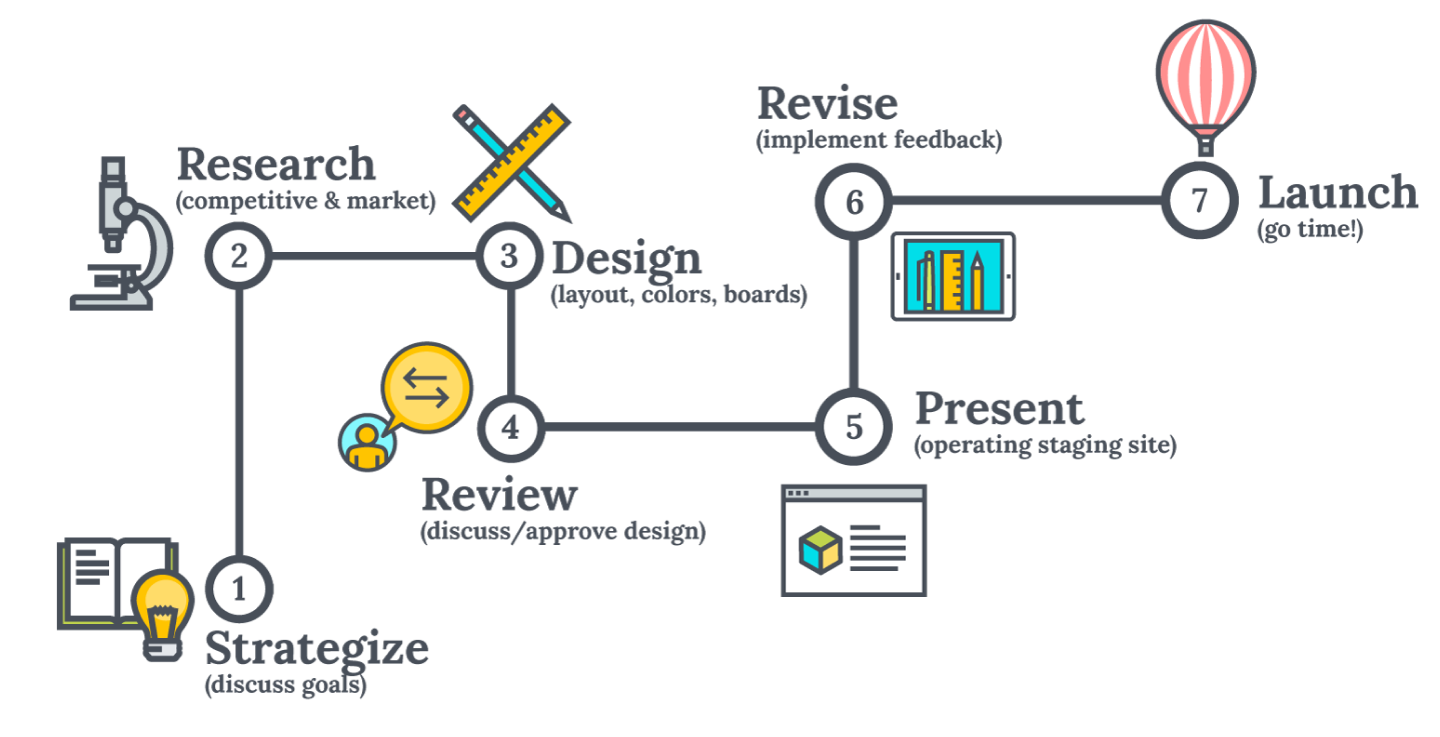 1
Strategize
(discuss goals)
2
Research
(competitive & market)
3
Design
(layout, colors, boards)
4
Review
(discuss/approve design)
5
Present
(operating staging site)
6
Revise
(implement feedback)
7
Launch
(go time!)